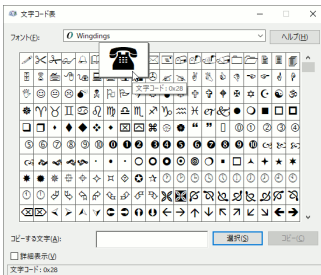 文字コード表
フォント(F): Wingdings ヘルプ(H)
文字コード: 0x28
コピーする文字(A): 選択(S) コピー(C)
詳細表示(V)
文字コード: 0x28